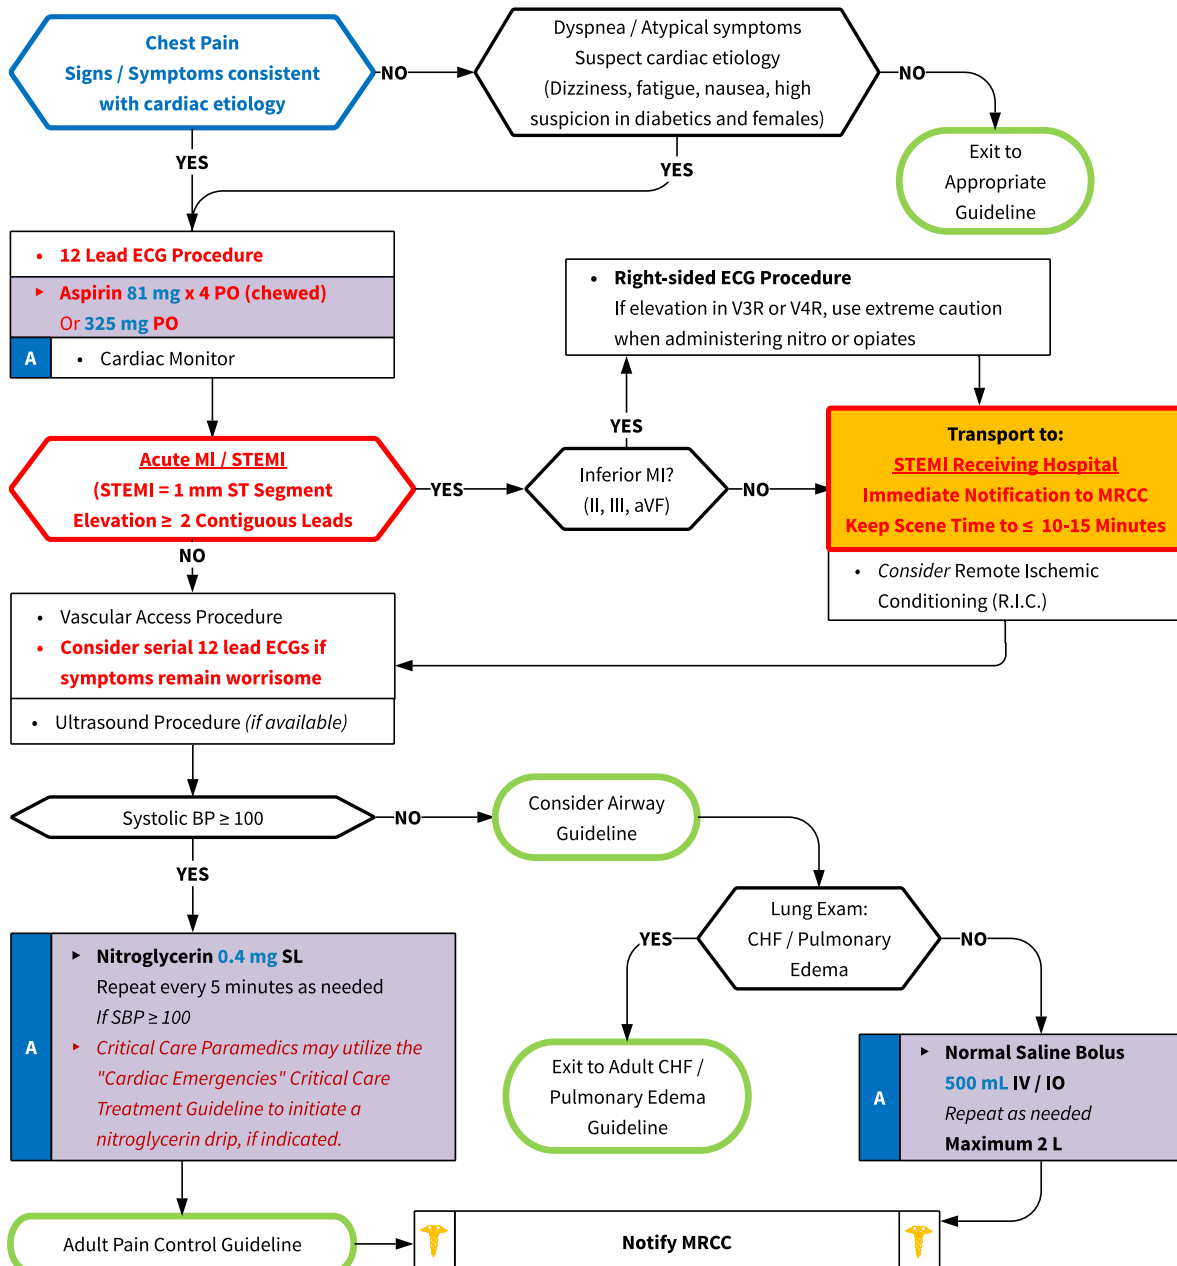 Chest Pain
Signs / Symptoms consistent
with cardiac etiology
NO
Dyspnea / Atypical symptoms
Suspect cardiac etiology
(Dizziness, fatigue, nausea, high
suspicion in diabetics and females)
NO
Exit to
Appropriate
Guideline
YES
YES
• 12 Lead ECG Procedure
‣ Aspirin 81 mg x 4 PO (chewed)
Or 325 mg PO
A
• Cardiac Monitor
• Right-sided ECG Procedure
If elevation in V3R or V4R, use extreme caution
when administering nitro or opiates
YES
Acute MI / STEMI
(STEMI = 1 mm ST Segment
Elevation ≥ 2 Contiguous Leads
YES
Inferior MI?
(II, III, aVF)
NO
Transport to:
STEMI Receiving Hospital
Immediate Notification to MRCC
Keep Scene Time to ≤ 10-15 Minutes
• Consider Remote Ischemic
Conditioning (R.I.C.)
NO
• Vascular Access Procedure
• Consider serial 12 lead ECGs if
symptoms remain worrisome
• Ultrasound Procedure (if available)
Systolic BP ≥ 100
NO
Consider Airway
Guideline
YES
Lung Exam:
CHF / Pulmonary
Edema
YES
NO
A
‣ Nitroglycerin 0.4 mg SL
Repeat every 5 minutes as needed
If SBP ≥ 100
‣ Critical Care Paramedics may utilize the
"Cardiac Emergencies" Critical Care
Treatment Guideline to initiate a
nitroglycerin drip, if indicated.
Exit to Adult CHF /
Pulmonary Edema
Guideline
A
‣ Normal Saline Bolus
500 mL IV / IO
Repeat as needed
Maximum 2 L
Adult Pain Control Guideline
Notify MRCC